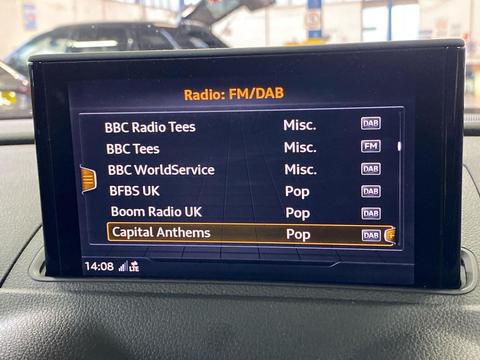 Radio: FM/DAB
BBC Radio Tees Misc. DAB
BBC Tees Misc. FM
BBC WorldService Misc. DAB
BFBS UK Pop DAB
Boom Radio UK Pop DAB
Capital Anthems Pop DAB
14:08 LTE